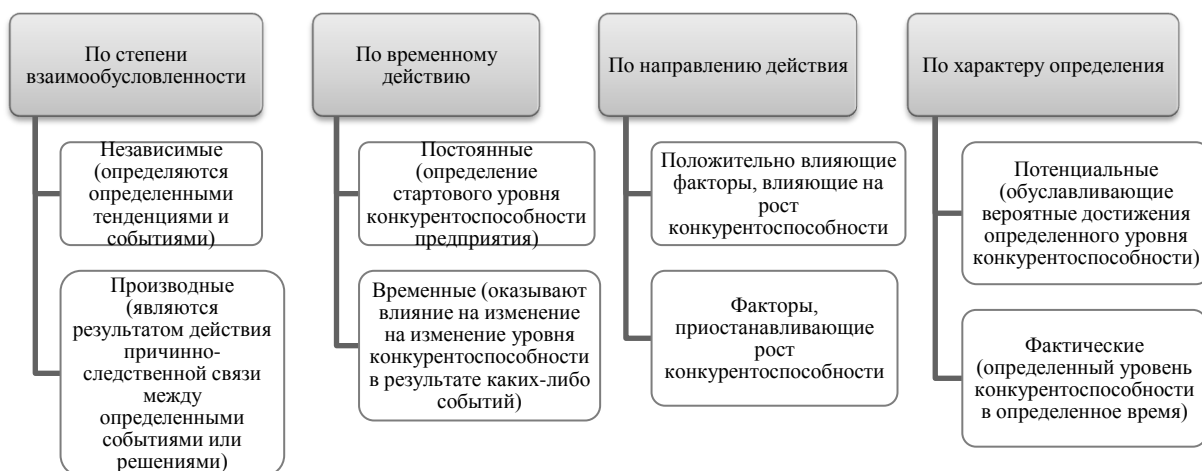 По степени
взаимообусловленности
Независимые
(определяются
определенными
тенденциями и
событиями)
Производные
(являются
результатом действия
причинно-
следственной связи
между
определенными
событиями или
решениями)
По временному
действию
Постоянные
(определение
стартового уровня
конкурентоспособности
предприятия)
Временные (оказывают
влияние на изменение
на изменение уровня
конкурентоспособности
в результате каких-либо
событий)
По направлению действия
Положительно влияющие
факторы, влияющие на
рост
конкурентоспособности
Факторы,
приостанавливающие
рост
конкурентоспособности
По характеру определения
Потенциальные
(обуславливающие
вероятные достижения
определенного уровня
конкурентоспособности)
Фактические
(определенный уровень
конкурентоспособности
в определенное время)